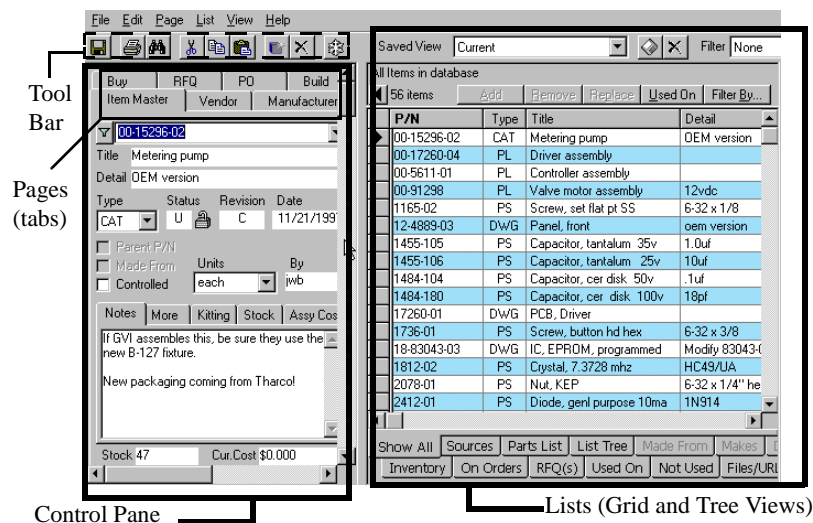 File Edit Page List View Help
Tool
Bar
Pages
(tabs)
Buy RFQ PO Build
Item Master Vendor Manufacturer
00-15296-02
Title Metering pump
Detail OEM version
Type Status Revision Date
CAT U C 11/21/199
Parent P/N
Made From Units By
Controlled each jwb
Notes More Kitting Stock Assy Cos
If GVI assembles this, be sure they use the
new B-127 fixture.
New packaging coming from Tharco!
Stock 47 Cur.Cost $0.000
Control Pane
Saved View Current Filter None
All Items in database
56 items Add Remove Replace Used On Filter By...
P/N Type Title Detail
00-15296-02 CAT Metering pump OEM version
00-17260-04 PL Driver assembly
00-5611-01 PL Controller assembly
00-91298 PL Valve motor assembly 12vdc
1165-02 PS Screw, set flat pt SS 6-32 x 1/8
12-4889-03 DWG Panel, front oem version
1455-105 PS Capacitor, tantalum 35v 1.0uf
1455-106 PS Capacitor, tantalum 25v 10uf
1484-104 PS Capacitor, cer disk 50v .1uf
1484-180 PS Capacitor, cer disk 100v 18pf
17260-01 DWG PCB, Driver
1736-01 PS Screw, button hd hex 6-32 x 3/8
18-83043-03 DWG IC, EPROM, programmed Modify 83043-0
1812-02 PS Crystal, 7.3728 mhz HC49/UA
2078-01 PS Nut, KEP 6-32 x 1/4" he
2412-01 PS Diode, genl purpose 10ma 1N914
Show All Sources Parts List List Tree Made From Makes D
Inventory On Orders RFQ(s) Used On Not Used Files/URL
Lists (Grid and Tree Views)